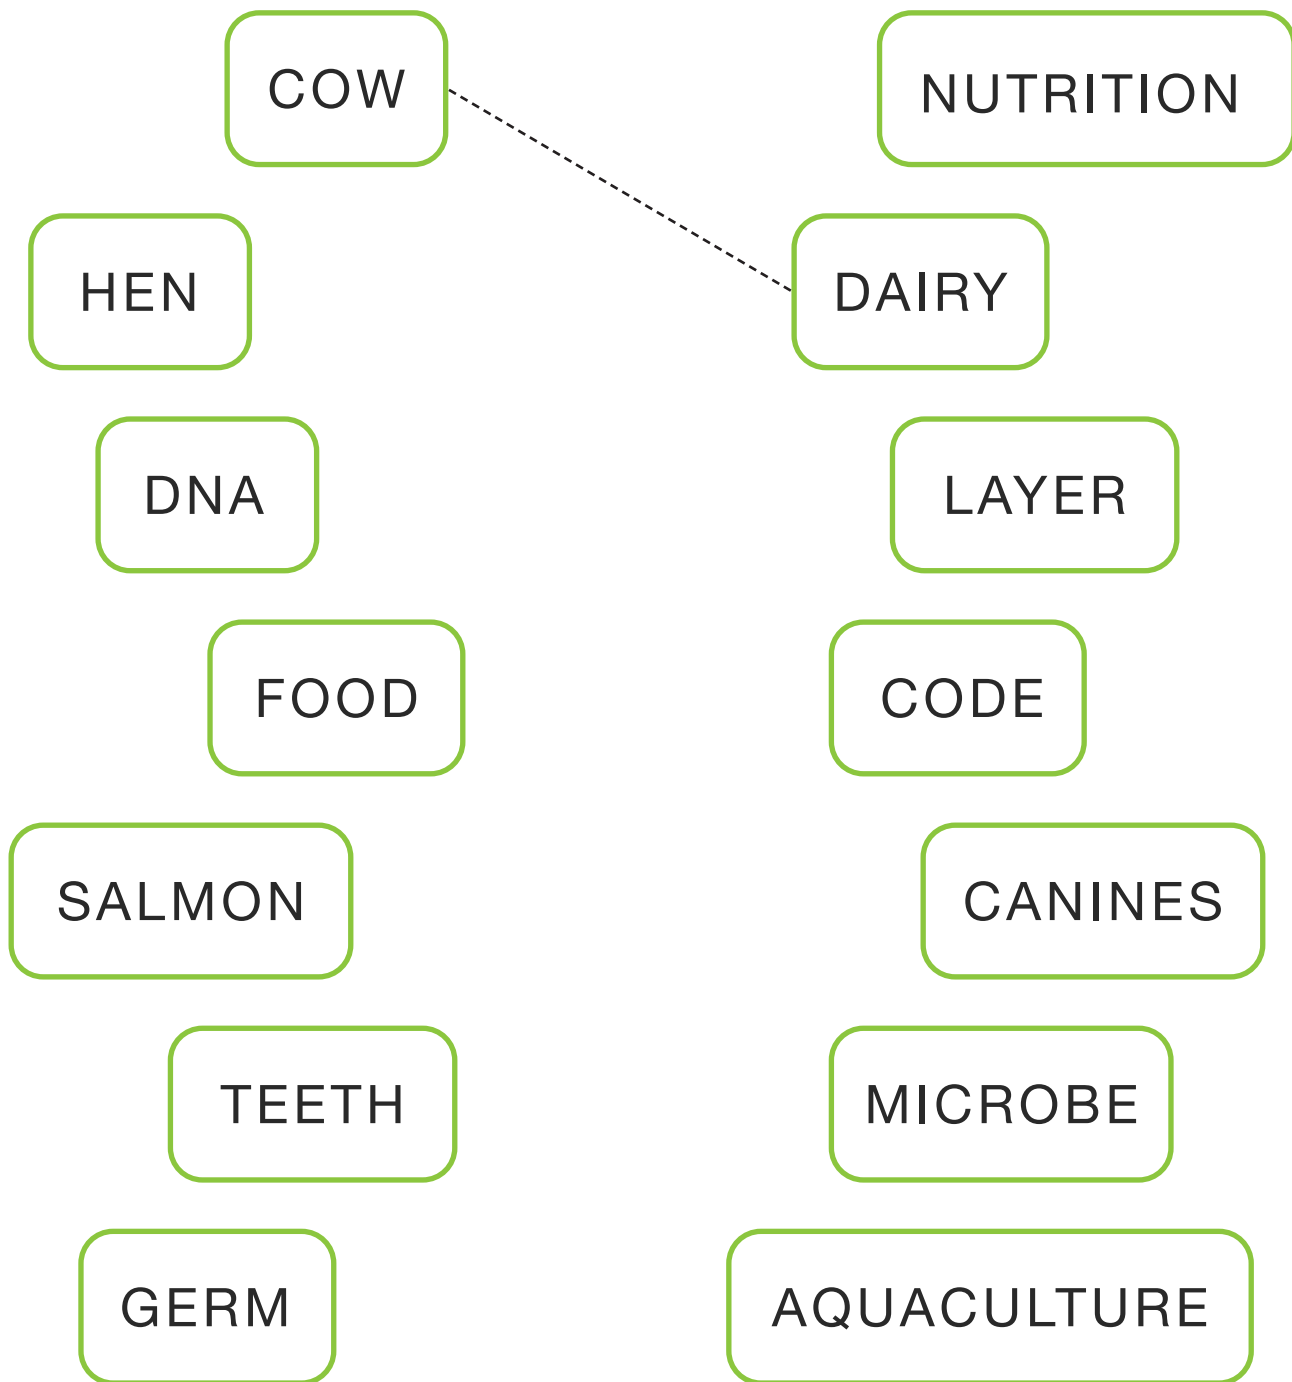 COW
NUTRITION
HEN
DAIRY
DNA
LAYER
FOOD
CODE
SALMON
CANINES
TEETH
MICROBE
GERM
AQUACULTURE